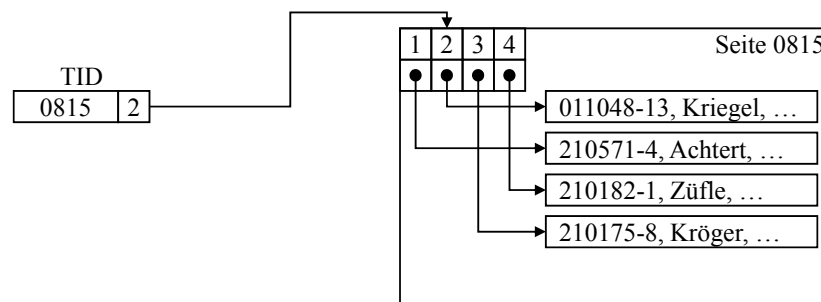 1 2 3 4 Seite 0815
TID
0815 2
011048-13, Kriegel, …
210571-4, Achtert, …
210182-1, Züfle, …
210175-8, Kröger, …